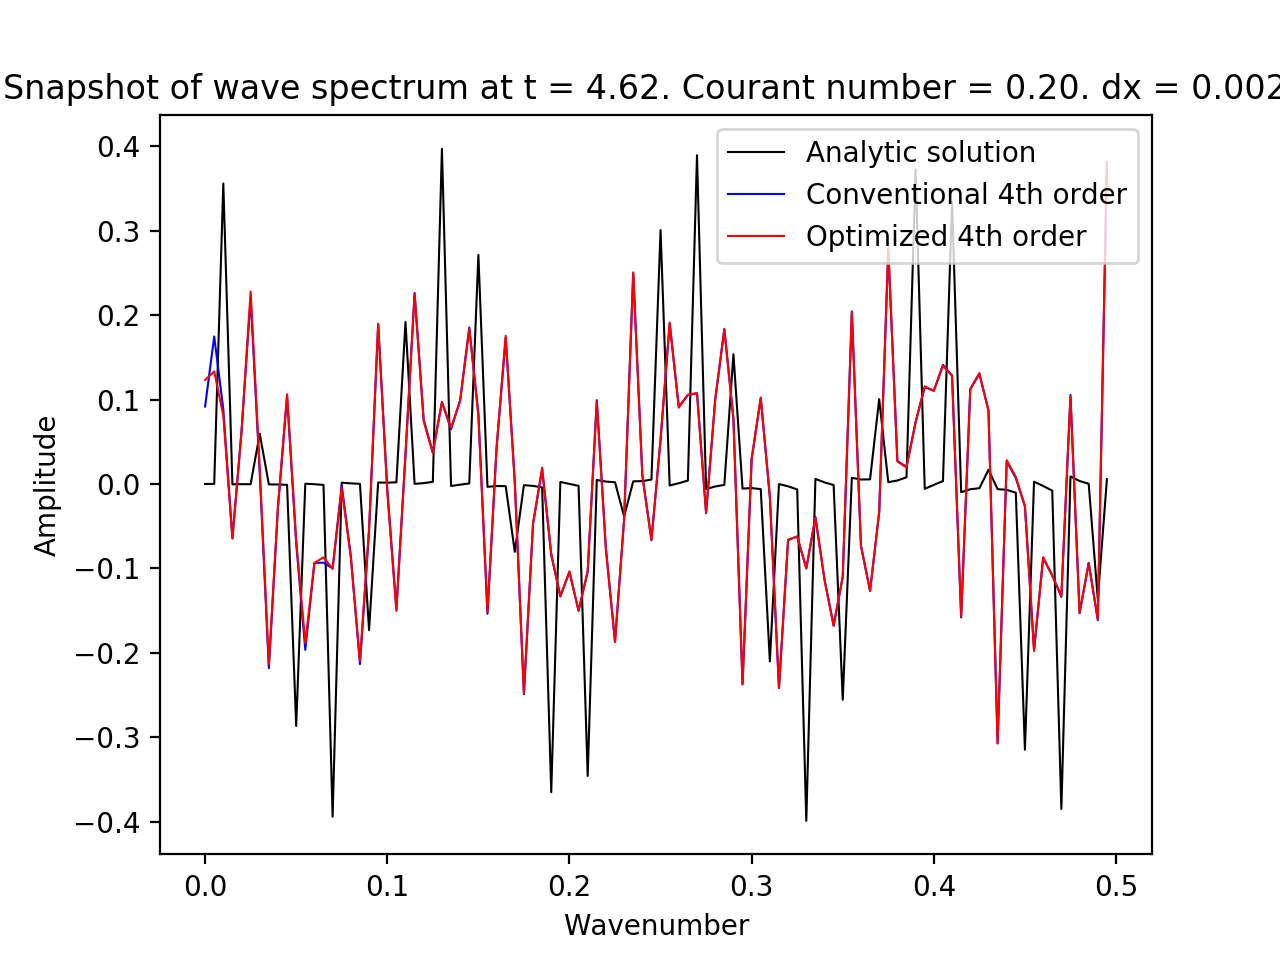 Snapshot of wave spectrum at t = 4.62. Courant number = 0.20. dx = 0.002
Analytic solution
Conventional 4th order
Optimized 4th order
0.4
0.3
0.2
0.1
0.0
−0.1
−0.2
−0.3
−0.4
Amplitude
0.0 0.1 0.2 0.3 0.4 0.5
Wavenumber